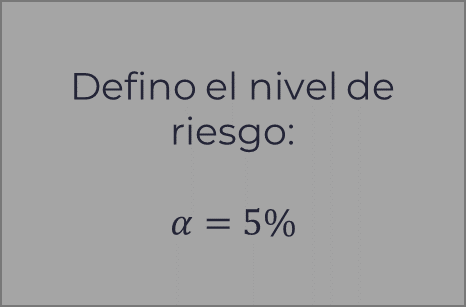 Defino el nivel de
riesgo:
α = 5%